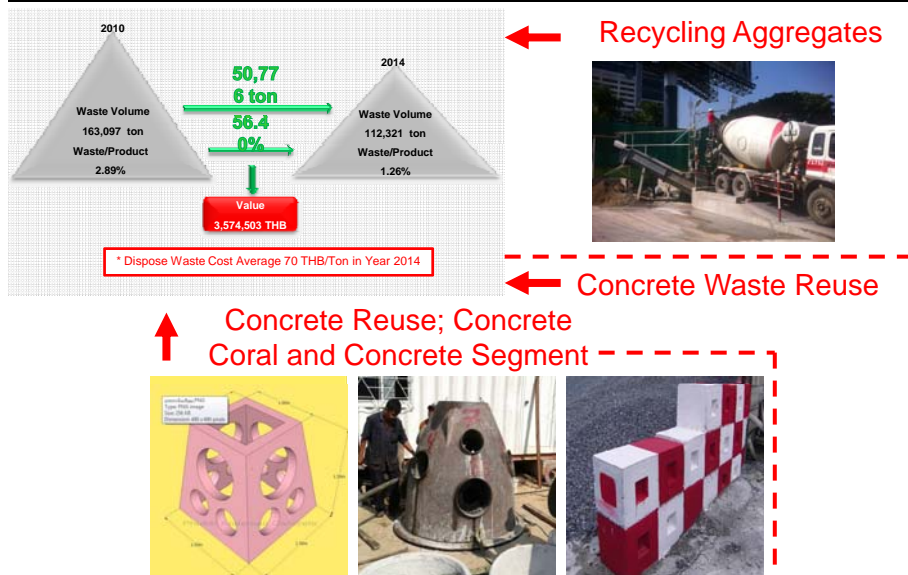 2010
2014
Recycling Aggregates
50,77
6 ton
56.4
0%
Waste Volume
163,097 ton
Waste/Product
2.89%
Waste Volume
112,321 ton
Waste/Product
1.26%
Value
3,574,503 THB
* Dispose Waste Cost Average 70 THB/Ton in Year 2014
Concrete Waste Reuse
Concrete Reuse; Concrete
Coral and Concrete Segment